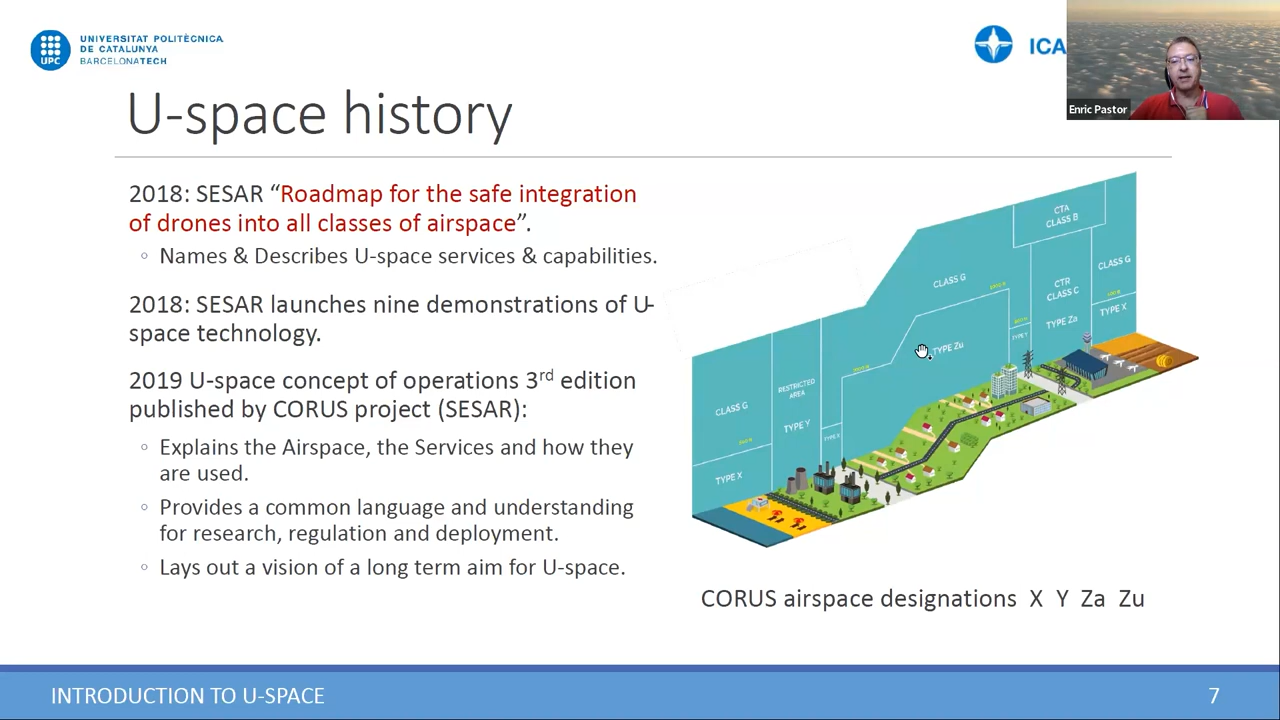 UNIVERSITAT POLITÈCNICA
DE CATALUNYA
BARCELONATECH
UPC
ICA
Enric Pastor
U-space history
2018: SESAR “Roadmap for the safe integration
of drones into all classes of airspace”.
◦ Names & Describes U-space services & capabilities.
2018: SESAR launches nine demonstrations of U-
space technology.
2019 U-space concept of operations 3rd edition
published by CORUS project (SESAR):
◦ Explains the Airspace, the Services and how they
are used.
◦ Provides a common language and understanding
for research, regulation and deployment.
◦ Lays out a vision of a long term aim for U-space.
CTA
CLASS B
CLASS G
CLASS G
CTR
CLASS C
TYPE X
TYPE Za
TYPE Y
TYPE Zu
RESTRICTED
AREA
CLASS G
TYPE Y
TYPE X
CORUS airspace designations X Y Za Zu
INTRODUCTION TO U-SPACE
7